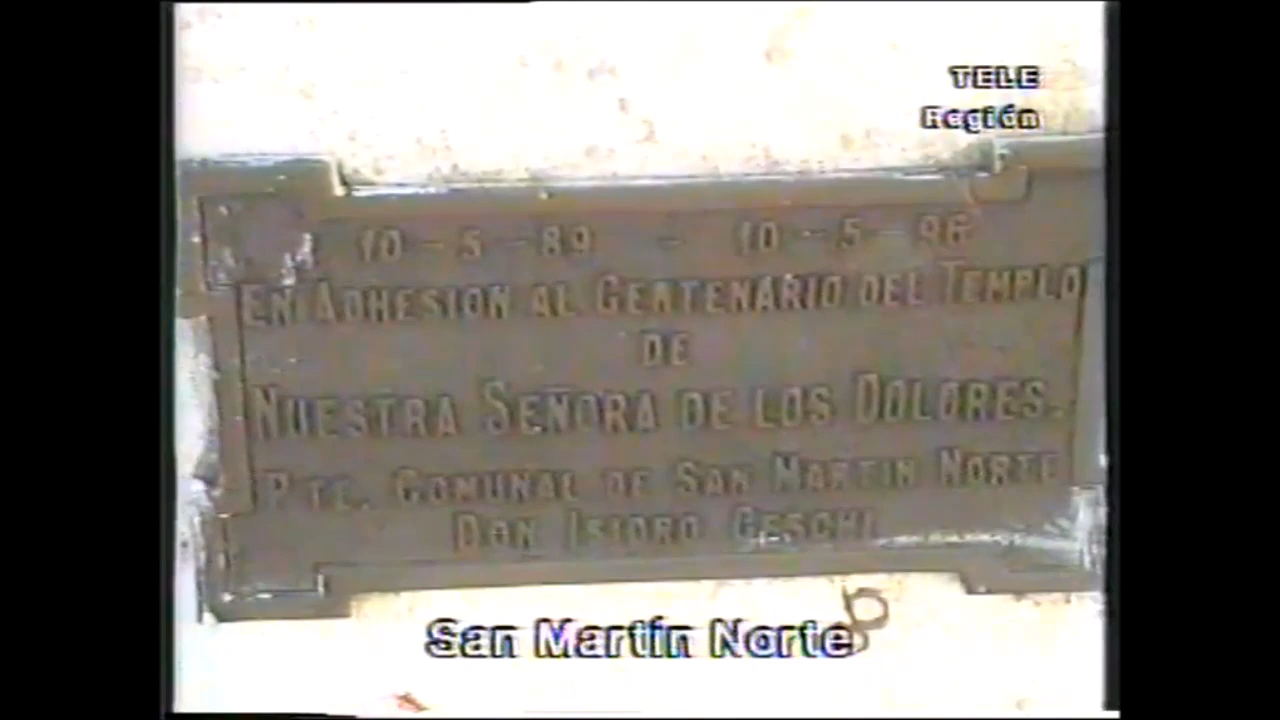 TELE
Región
10-5-89 - 10-5-96
EN ADHESION AL CENTENARIO DEL TEMPLO
DE
NUESTRA SEÑORA DE LOS DOLORES.
PTE. COMUNAL DE SAN MARTIN NORTE
DON ISIDRO CESCHI
San Martín Norte